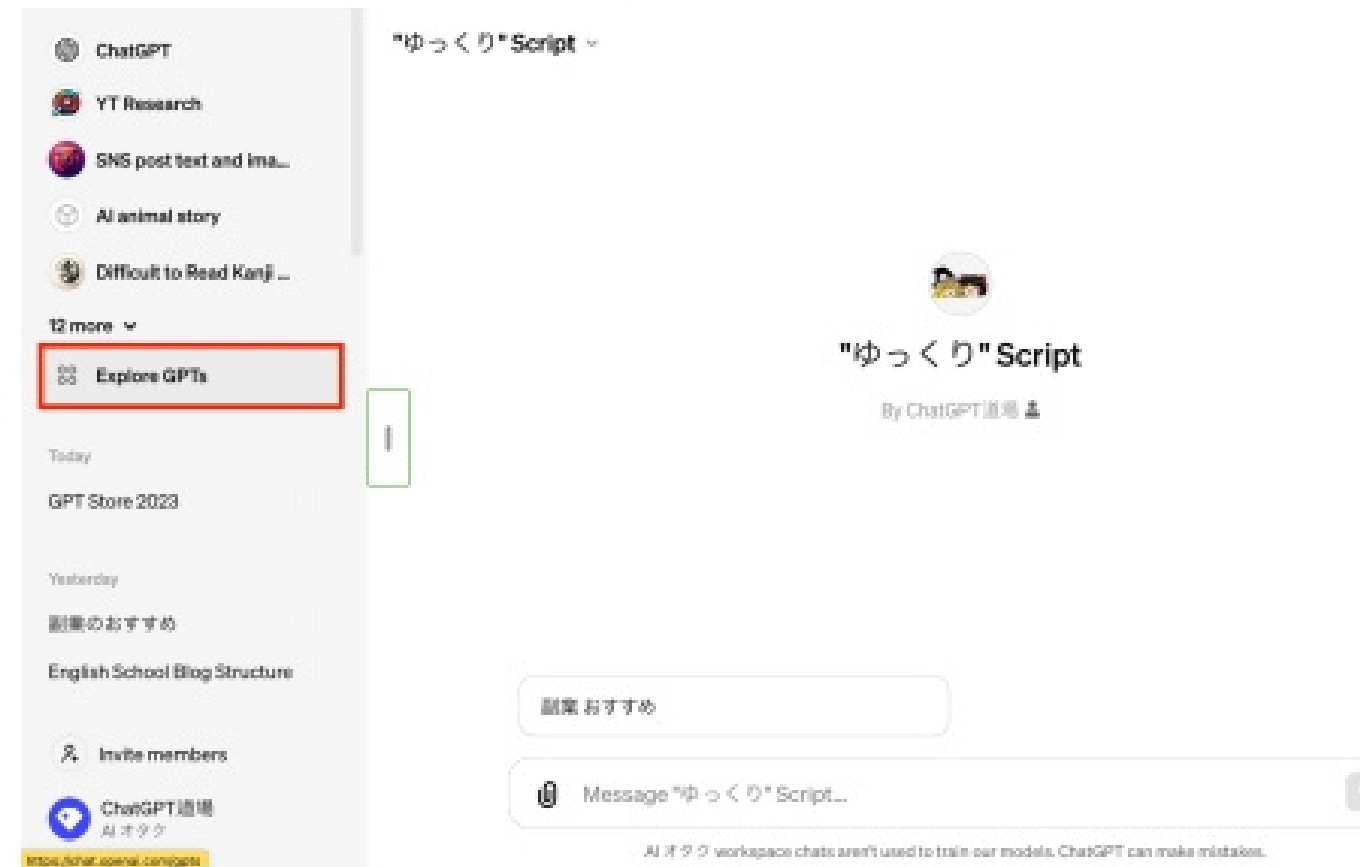 ChatGPT
YT Research
SNS post text and ima...
AI animal story
Difficult to Read Kanji ...
12 more
Explore GPTs
Today
GPT Store 2023
Yesterday
副業のおすすめ
English School Blog Structure
Invite members
ChatGPT道場
AI オタク
https://chat.openai.com/gpts
"ゆっくり" Script
"ゆっくり" Script
By ChatGPT道場
副業 おすすめ
Message "ゆっくり" Script...
AI オタク workspace chats aren't used to train our models. ChatGPT can make mistakes.